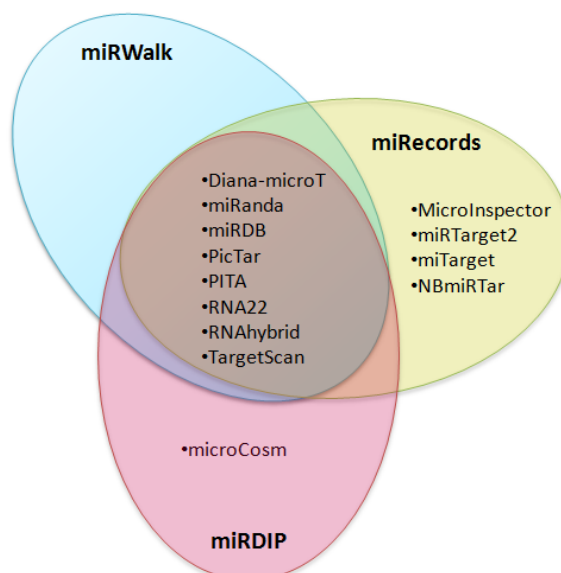 miRWalk
miRecords
•Diana-microT
•miRanda
•miRDB
•PicTar
•PITA
•RNA22
•RNAhybrid
•TargetScan
•MicroInspector
•miRTarget2
•miTarget
•NBmiRTar
•microCosm
miRDIP